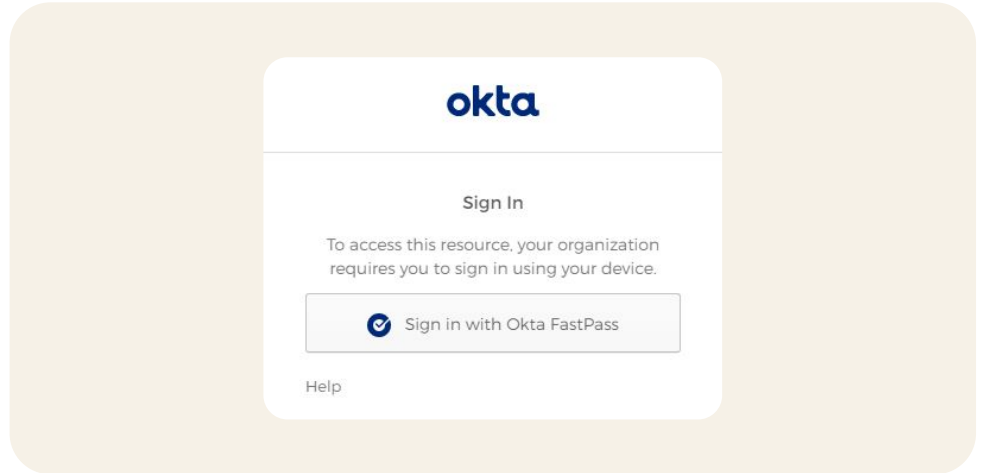 okta
Sign In
To access this resource, your organization
requires you to sign in using your device.
Sign in with Okta FastPass
Help